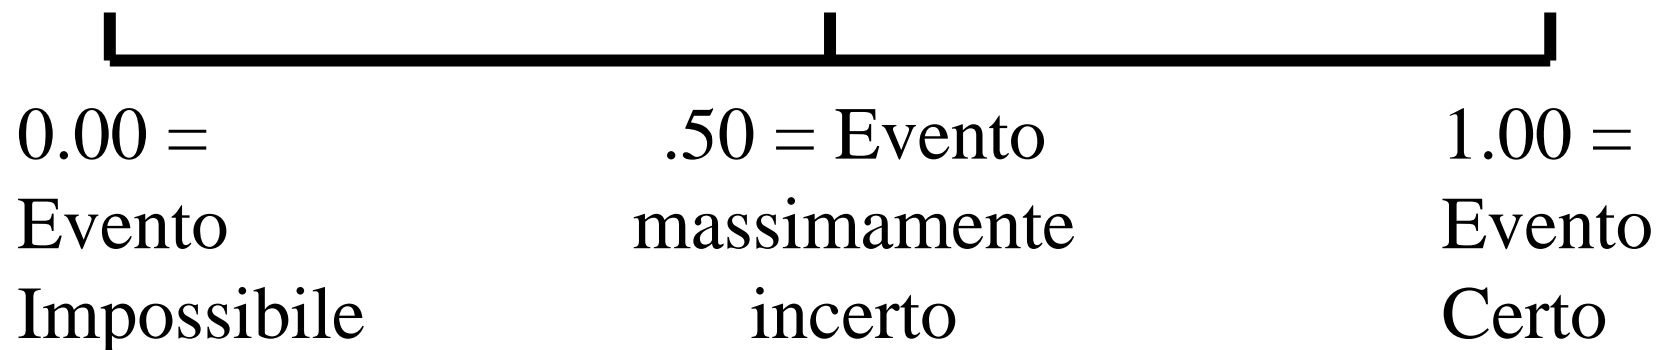 0.00 = .50 = Evento 1.00 =
Evento massimamente Evento
Impossibile incerto Certo